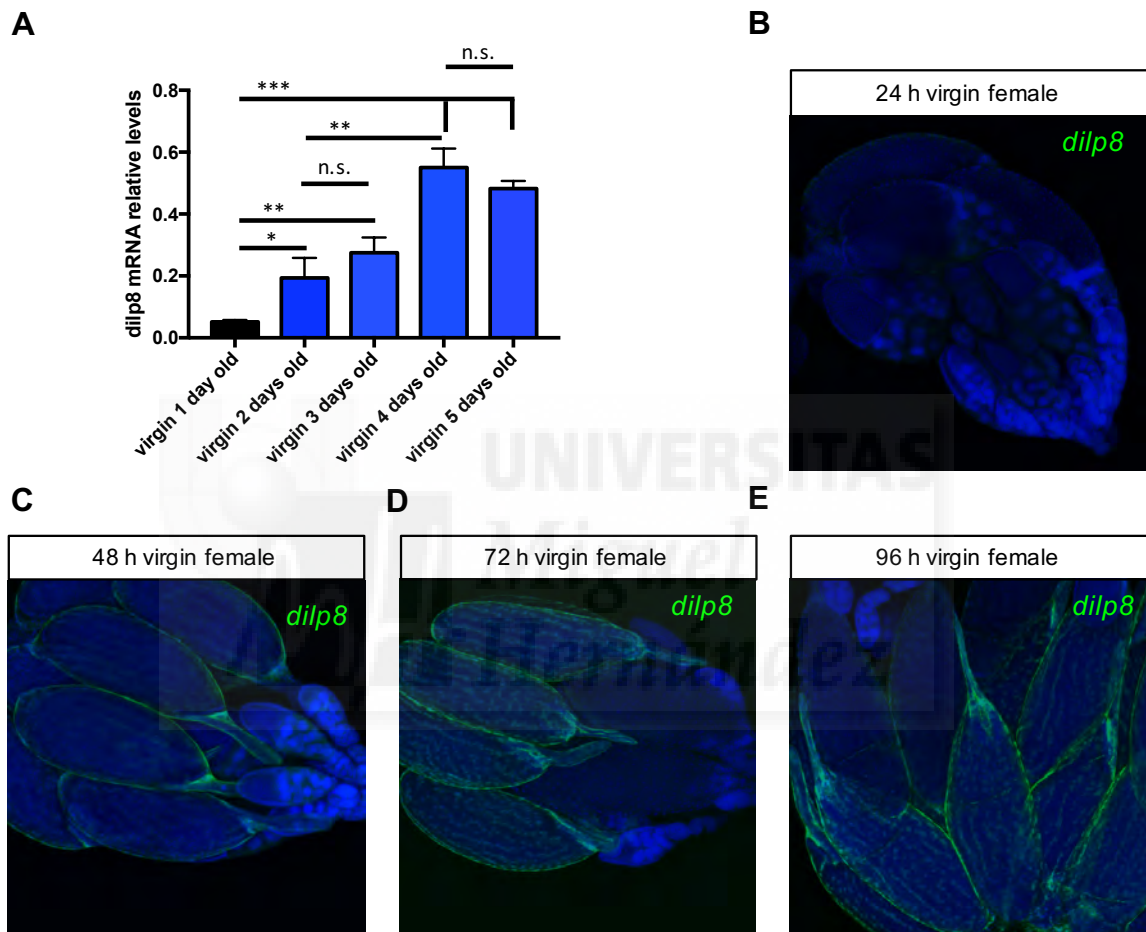 A
n.s.
***
**
n.s.
**
*
0.8
0.6
0.4
0.2
0.0
dilp8 mRNA relative levels
virgin 1 day old
virgin 2 days old
virgin 3 days old
virgin 4 days old
virgin 5 days old
B
24 h virgin female
dilp8
C
48 h virgin female
dilp8
D
72 h virgin female
dilp8
E
96 h virgin female
dilp8
UNIVERSITAS
Miguel
Hernández